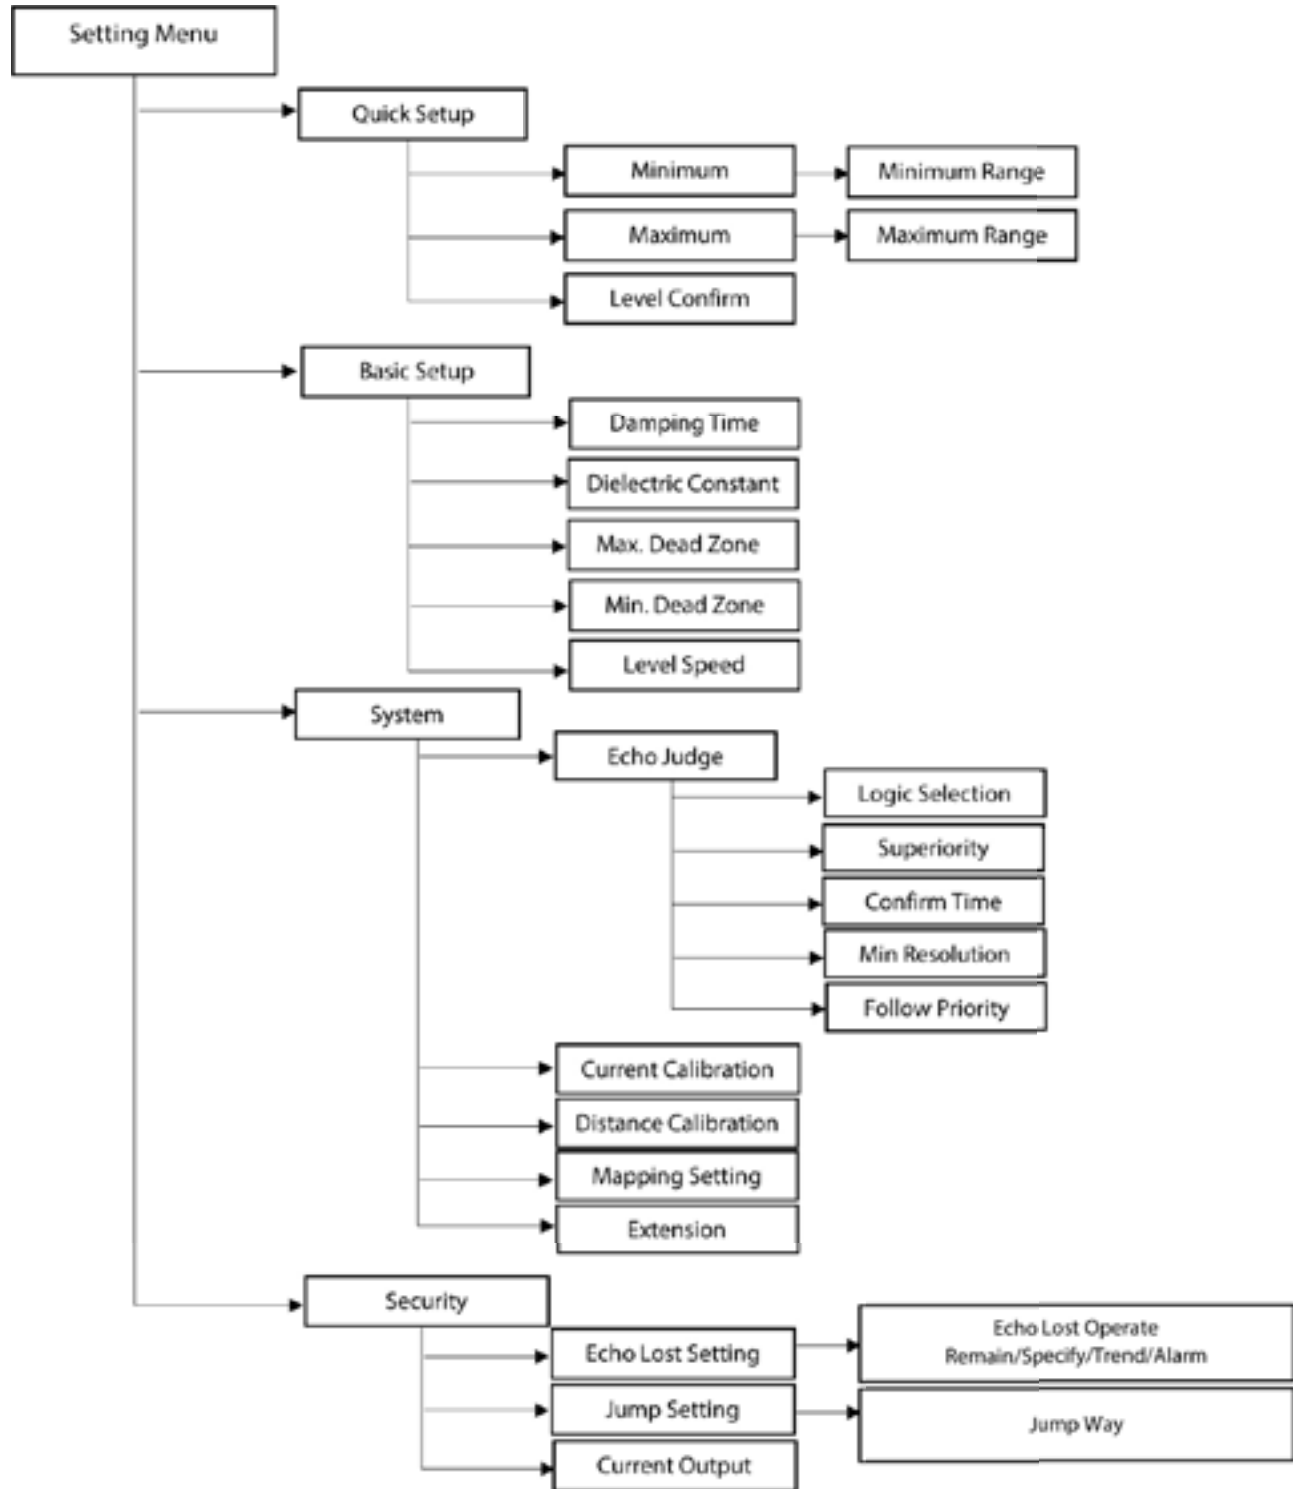 Setting Menu
Quick Setup
Minimum
Minimum Range
Maximum
Maximum Range
Level Confirm
Basic Setup
Damping Time
Dielectric Constant
Max. Dead Zone
Min. Dead Zone
Level Speed
System
Echo Judge
Logic Selection
Superiority
Confirm Time
Min Resolution
Follow Priority
Current Calibration
Distance Calibration
Mapping Setting
Extension
Security
Echo Lost Setting
Echo Lost Operate
Remain/Specify/Trend/Alarm
Jump Setting
Jump Way
Current Output